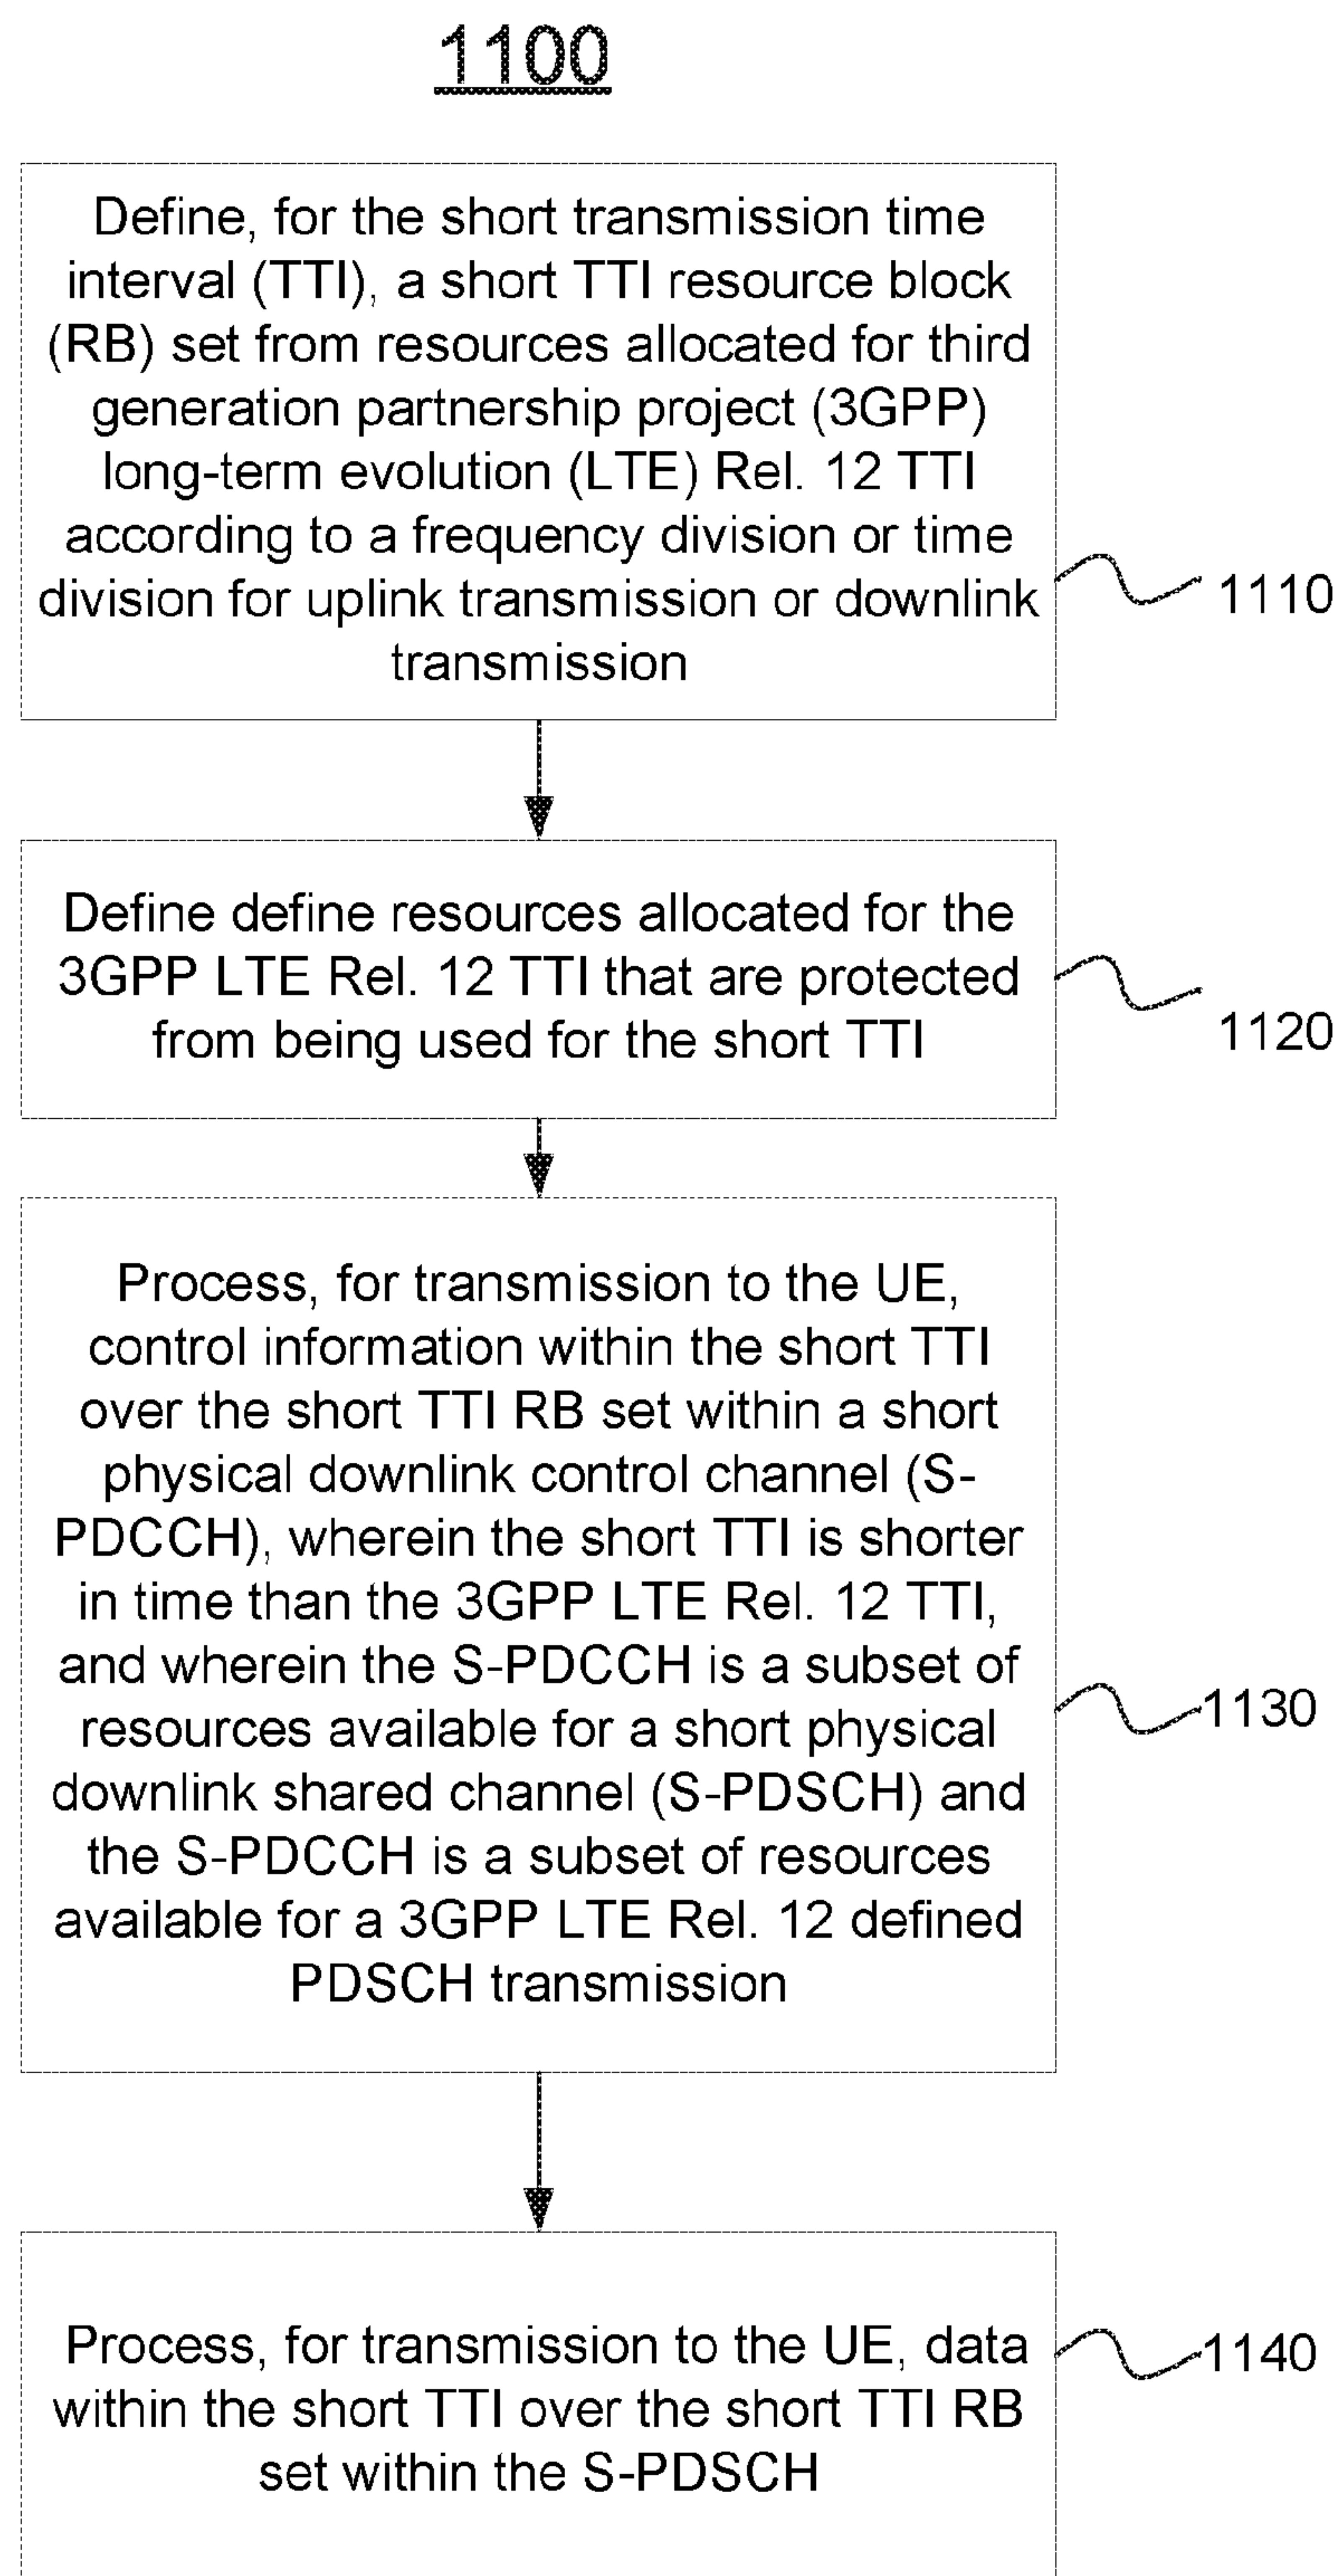 1100
Define, for the short transmission time
interval (TTI), a short TTI resource block
(RB) set from resources allocated for third
generation partnership project (3GPP)
long-term evolution (LTE) Rel. 12 TTI
according to a frequency division or time
division for uplink transmission or downlink
transmission
1110
Define define resources allocated for the
3GPP LTE Rel. 12 TTI that are protected
from being used for the short TTI
1120
Process, for transmission to the UE,
control information within the short TTI
over the short TTI RB set within a short
physical downlink control channel (S-
PDCCH), wherein the short TTI is shorter
in time than the 3GPP LTE Rel. 12 TTI,
and wherein the S-PDCCH is a subset of
resources available for a short physical
downlink shared channel (S-PDSCH) and
the S-PDCCH is a subset of resources
available for a 3GPP LTE Rel. 12 defined
PDSCH transmission
1130
Process, for transmission to the UE, data
within the short TTI over the short TTI RB
set within the S-PDSCH
1140